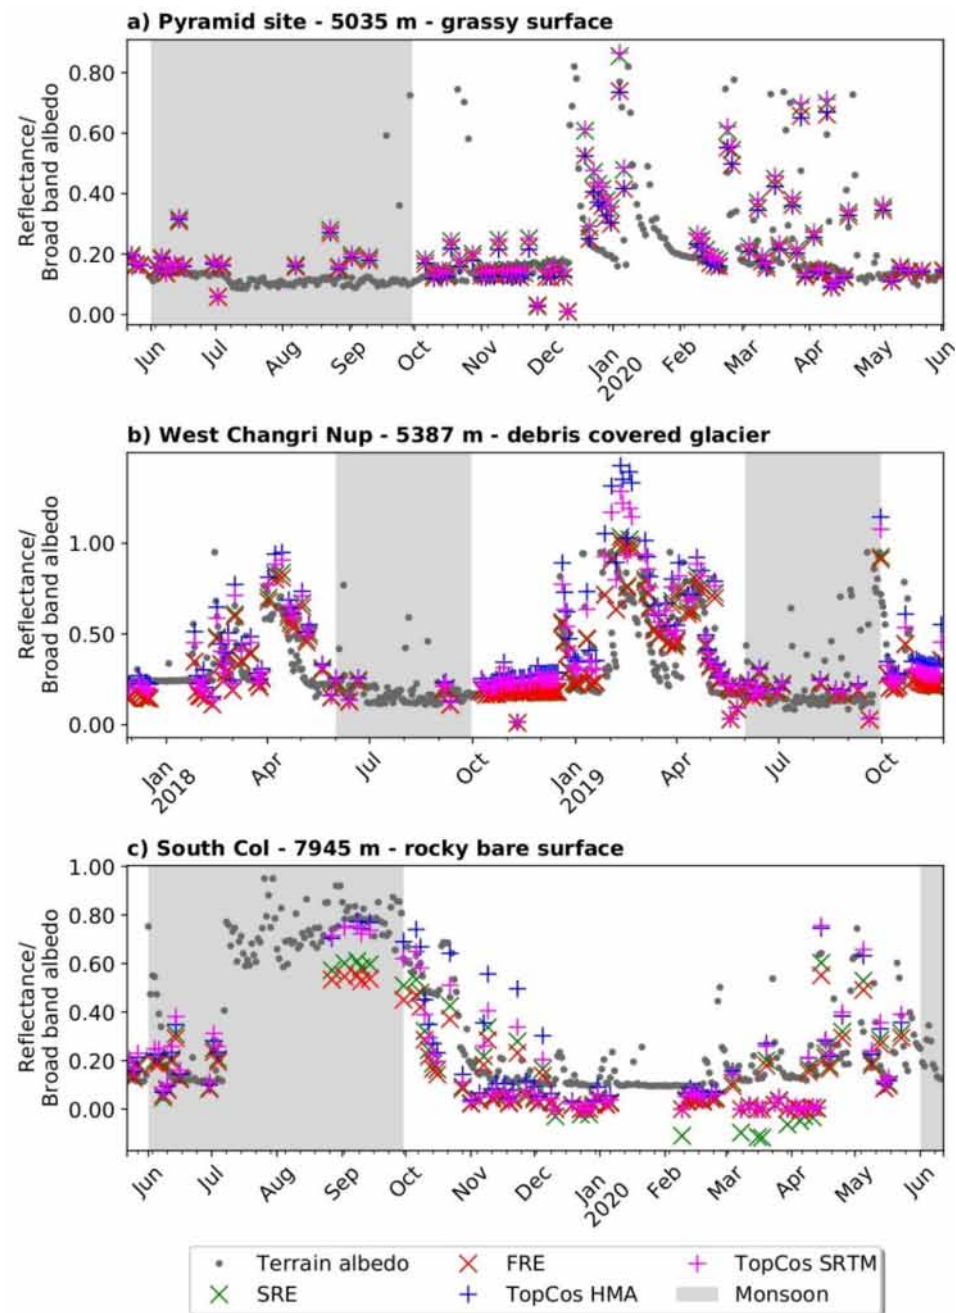 a) Pyramid site - 5035 m - grassy surface
Reflectance/
Broad band albedo
0.80
0.60
0.40
0.20
0.00
Jun
Jul
Aug
Sep
Oct
Nov
Dec
Jan
2020
Feb
Mar
Apr
May
Jun
b) West Changri Nup - 5387 m - debris covered glacier
Reflectance/
Broad band albedo
1.00
0.50
0.00
Jan
2018
Apr
Jul
Oct
Jan
2019
Apr
Jul
Oct
c) South Col - 7945 m - rocky bare surface
Reflectance/
Broad band albedo
1.00
0.80
0.60
0.40
0.20
0.00
Jun
Jul
Aug
Sep
Oct
Nov
Dec
Jan
2020
Feb
Mar
Apr
May
Jun
Terrain albedo
FRE
TopCos SRTM
SRE
TopCos HMA
Monsoon